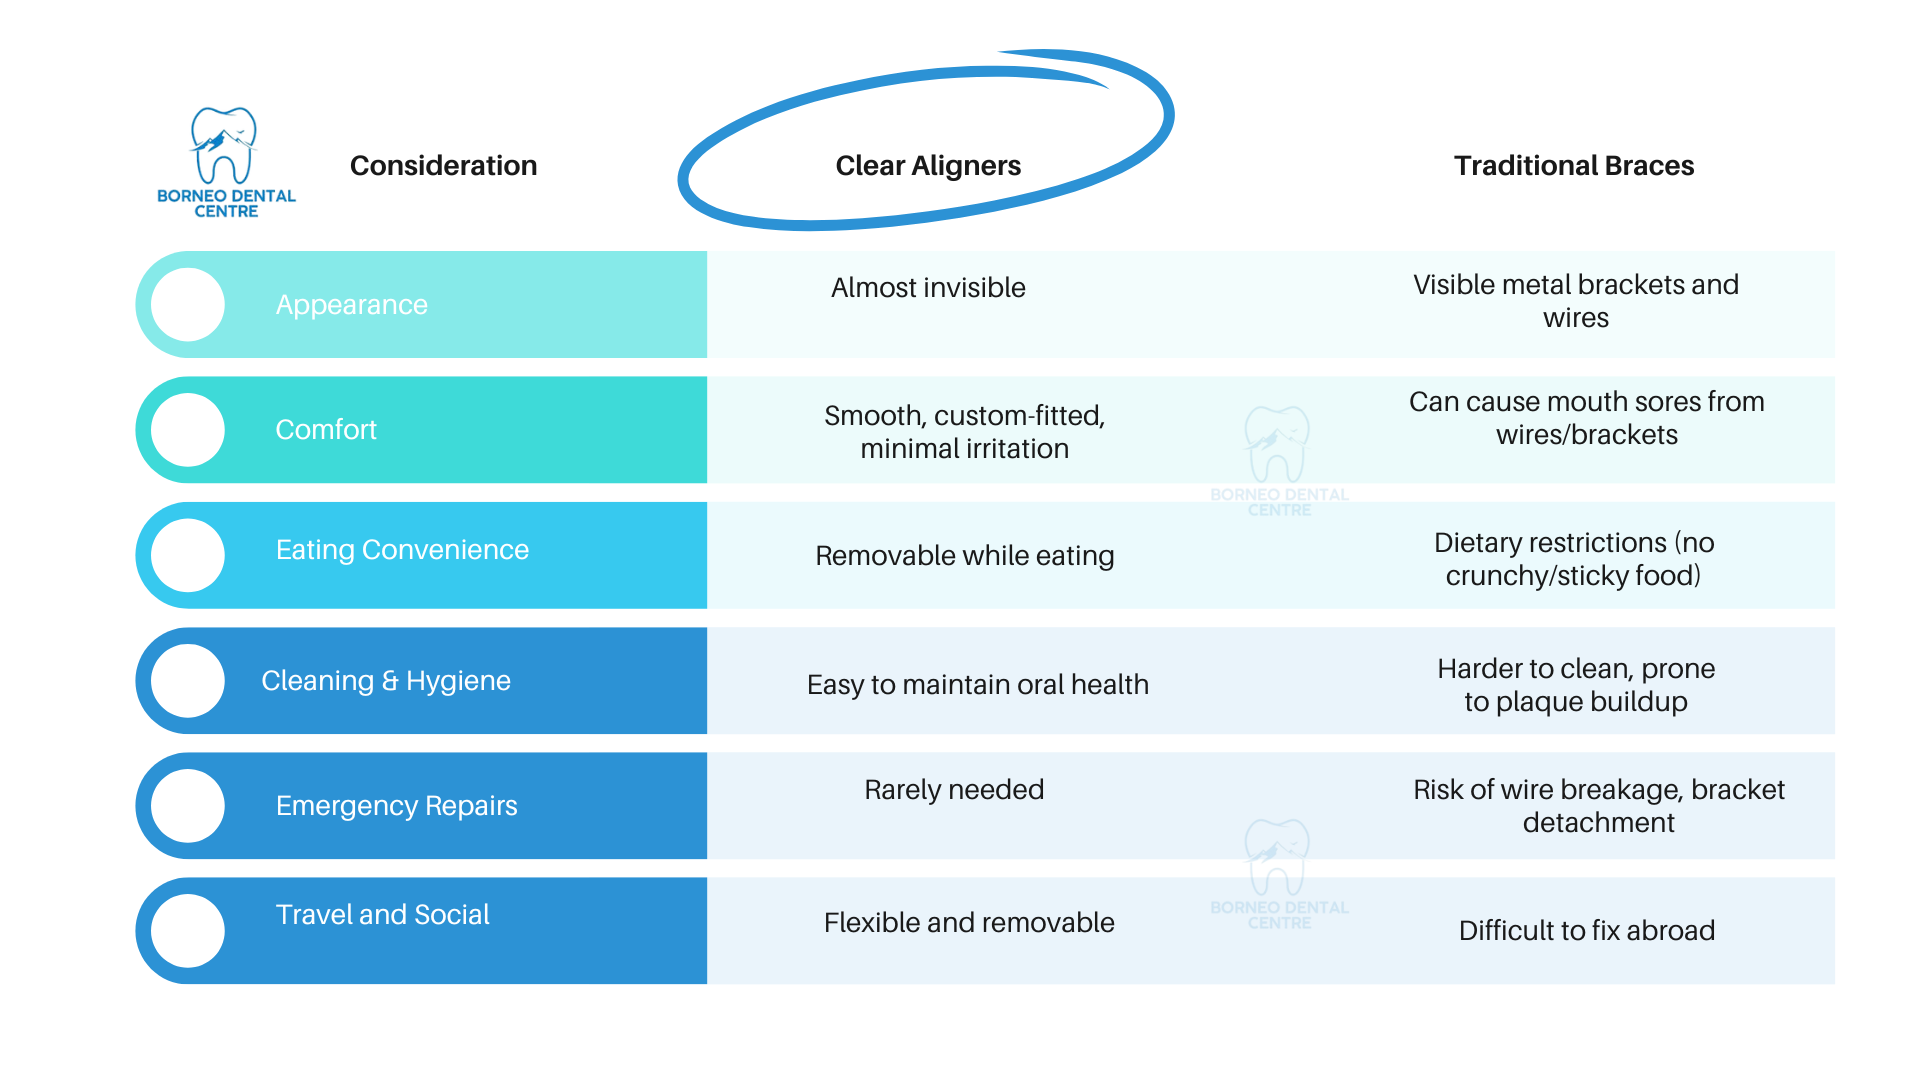 BORNEO DENTAL
CENTRE
Consideration
Clear Aligners
Traditional Braces
Appearance
Almost invisible
Visible metal brackets and
wires
Comfort
Smooth, custom-fitted,
minimal irritation
Can cause mouth sores from
wires/brackets
BORNEO DENTAL
CENTRE
Eating Convenience
Removable while eating
Dietary restrictions (no
crunchy/sticky food)
Cleaning & Hygiene
Easy to maintain oral health
Harder to clean, prone
to plaque buildup
Emergency Repairs
Rarely needed
Risk of wire breakage, bracket
detachment
BORNEO DENTAL
CENTRE
Travel and Social
Flexible and removable
Difficult to fix abroad